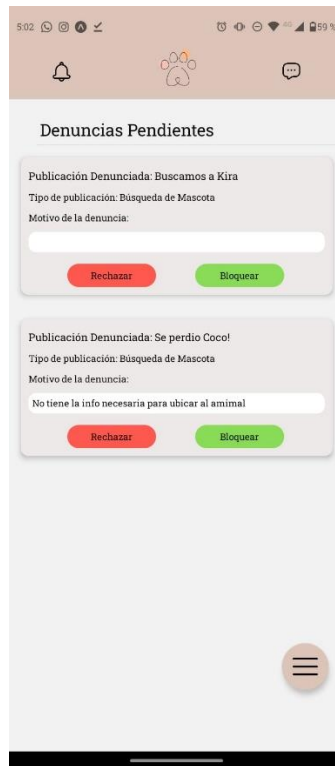 5:02 4G 59 %
Denuncias Pendientes
Publicación Denunciada: Buscamos a Kira
Tipo de publicación: Búsqueda de Mascota
Motivo de la denuncia:
Rechazar Bloquear
Publicación Denunciada: Se perdio Coco!
Tipo de publicación: Búsqueda de Mascota
Motivo de la denuncia:
No tiene la info necesaria para ubicar al amimal
Rechazar Bloquear